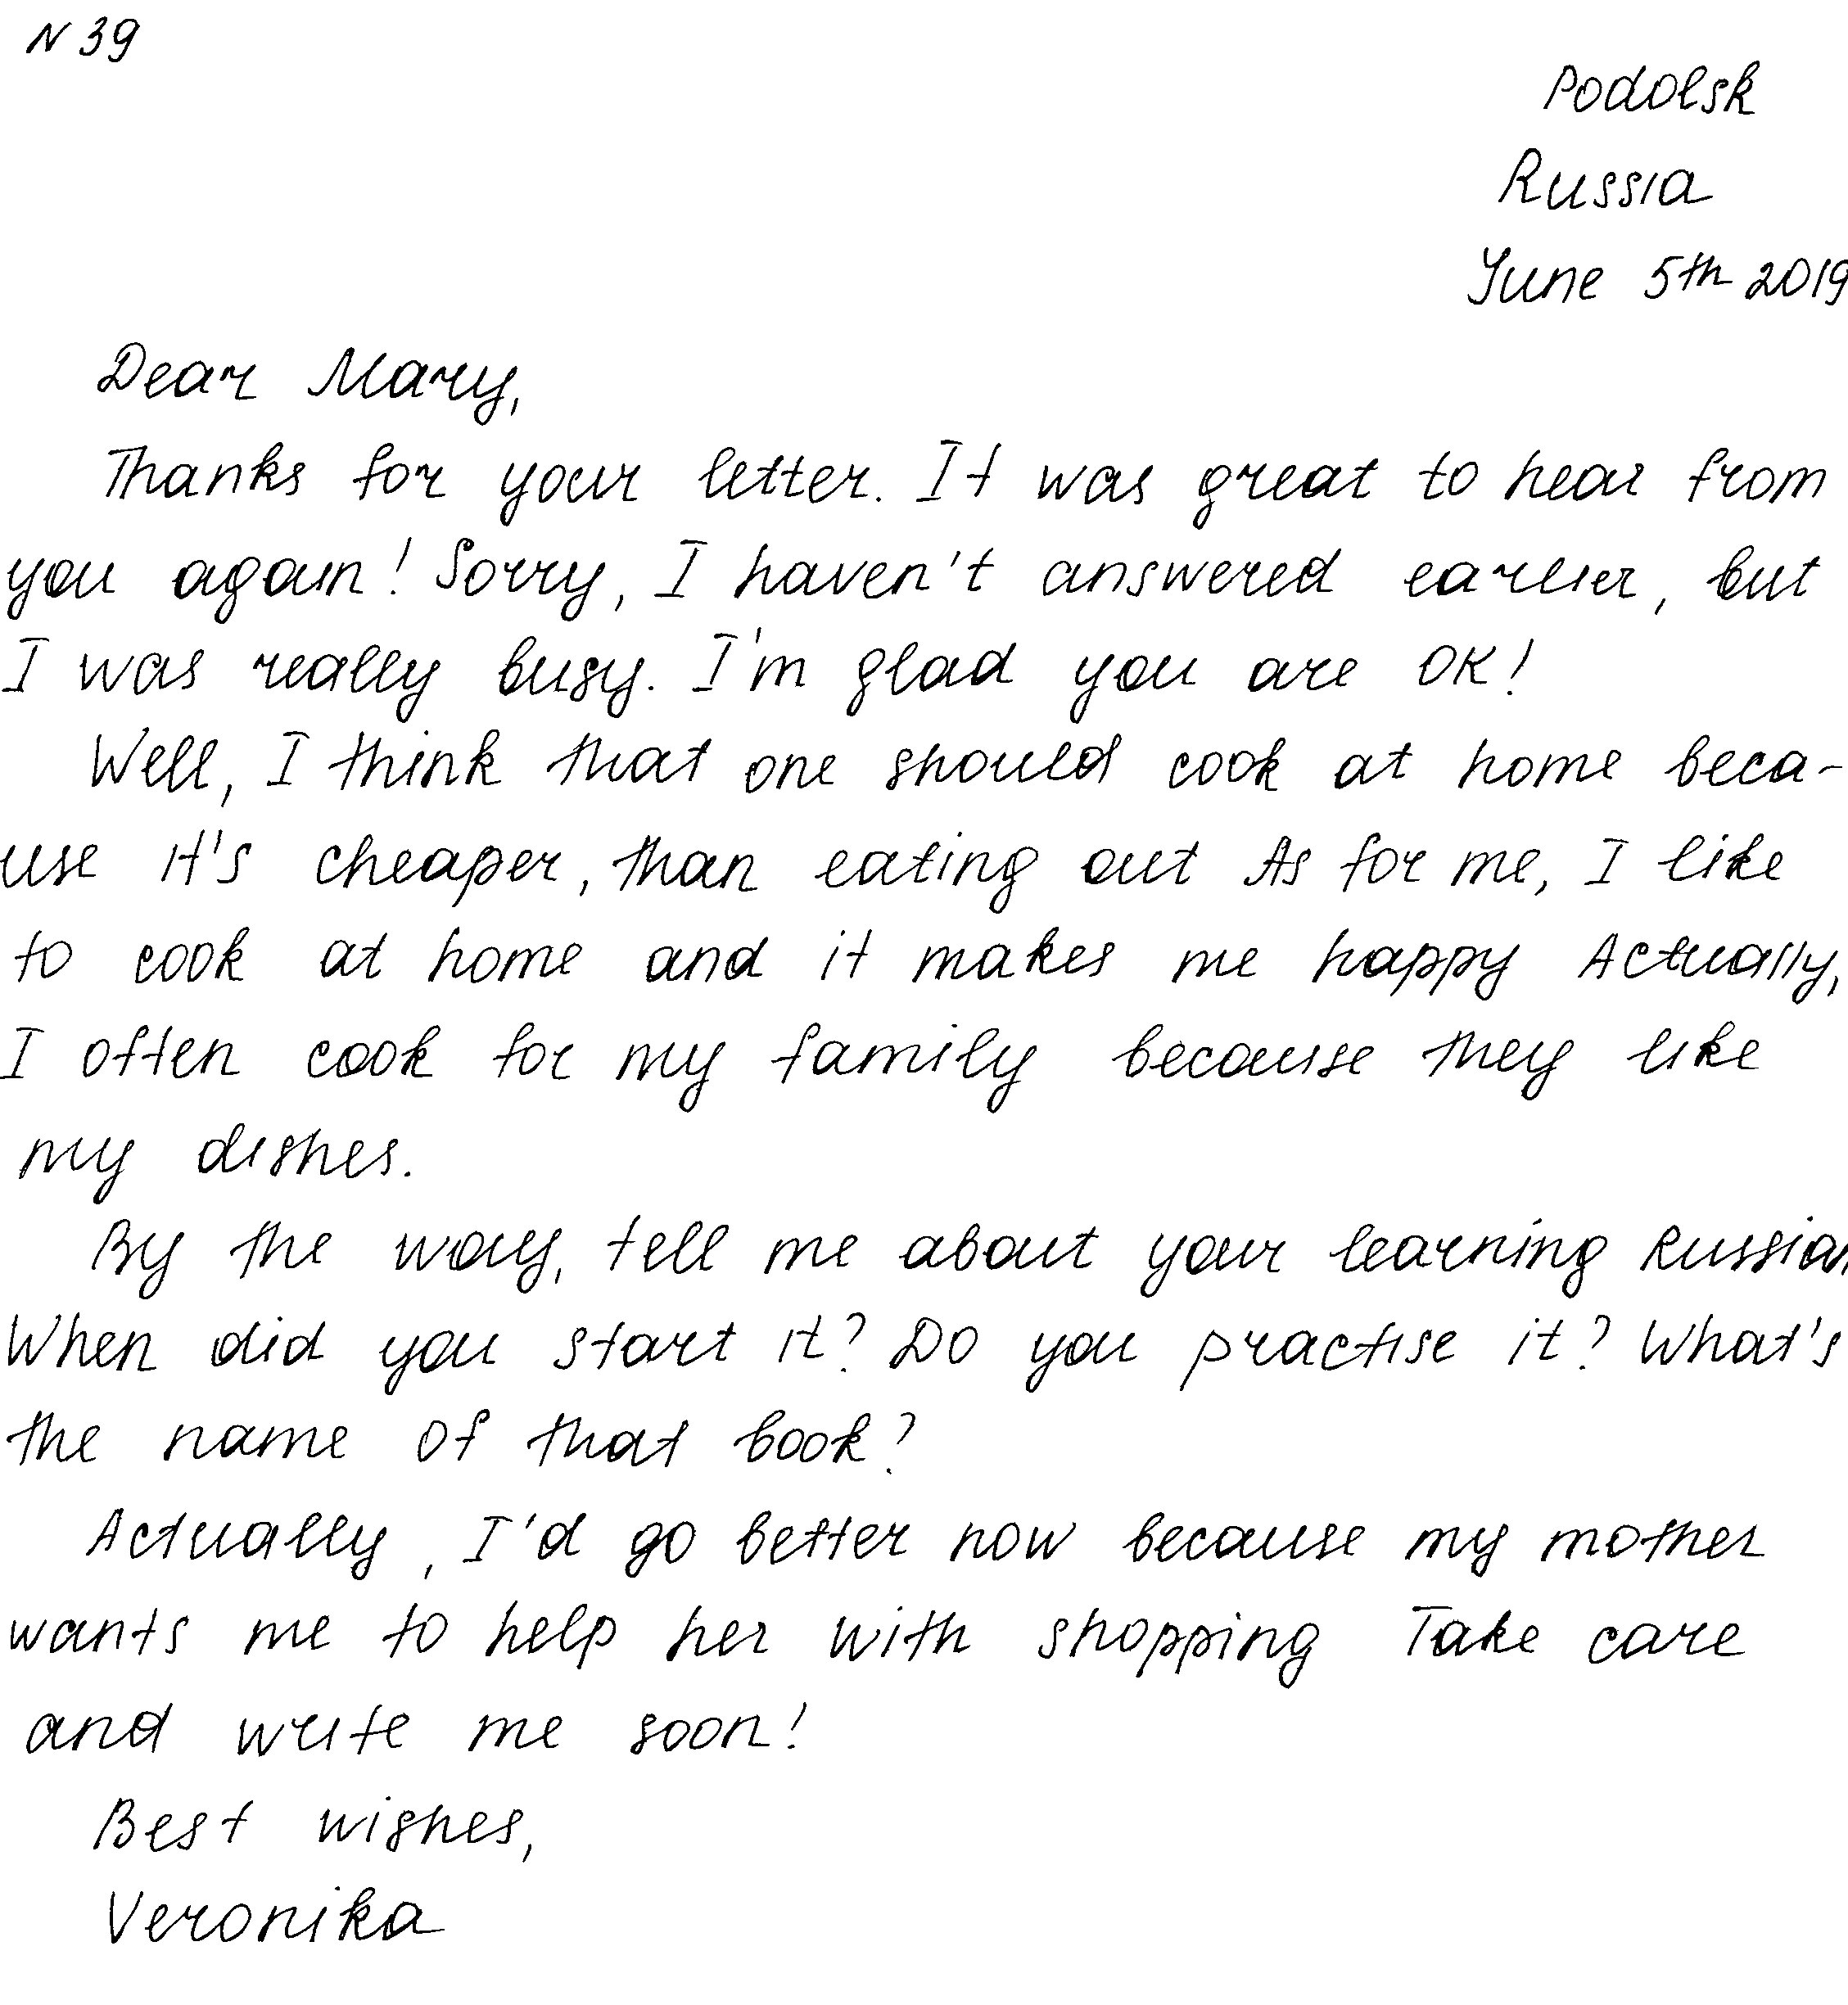 N 39
Podolsk
Russia
June 5th 2019
Dear Mary,
Thanks for your letter. It was great to hear from
you again! Sorry, I haven't answered earlier, but
I was really busy. I'm glad you are OK!
Well, I think that one should cook at home beca-
use it's cheaper, than eating out As for me, I like
to cook at home and it makes me happy Actually,
I often cook for my family because they like
my dishes.
By the way, tell me about your learning Russian
When did you start it? Do you practise it? What's
the name of that book?
Actually, I'd go better now because my mother
wants me to help her with shopping Take care
and write me soon!
Best wishes,
Veronika